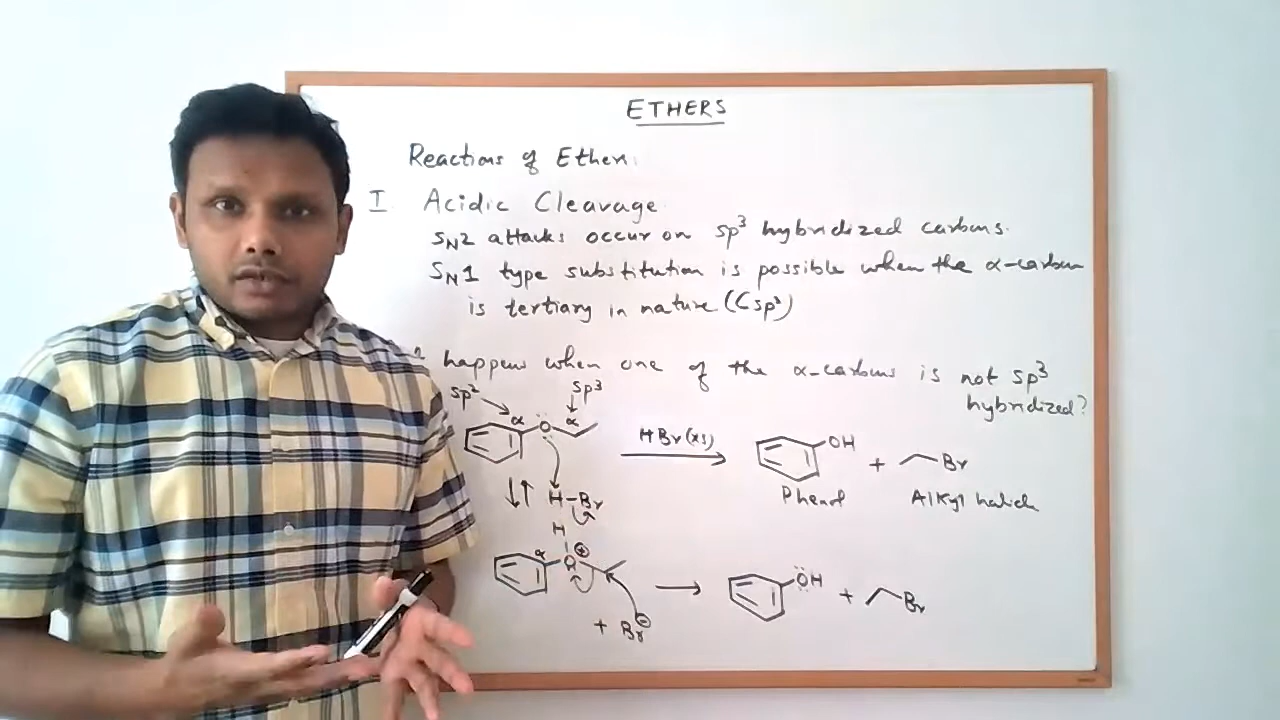 ETHERS
Reactions of Ethers:
I. Acidic Cleavage.
SN2 attacks occur on sp³ hybridized carbons.
SN1 type substitution is possible when the α-carbon
is tertiary in nature (Csp³)
happens when one of the α-carbons is not sp³
hybridized?
sp² sp³
α O α
HBr(xs)
OH + Br
H-Br
Phenol Alkyl halide
H
α O ⊕
OH + Br
+ Br ⊖